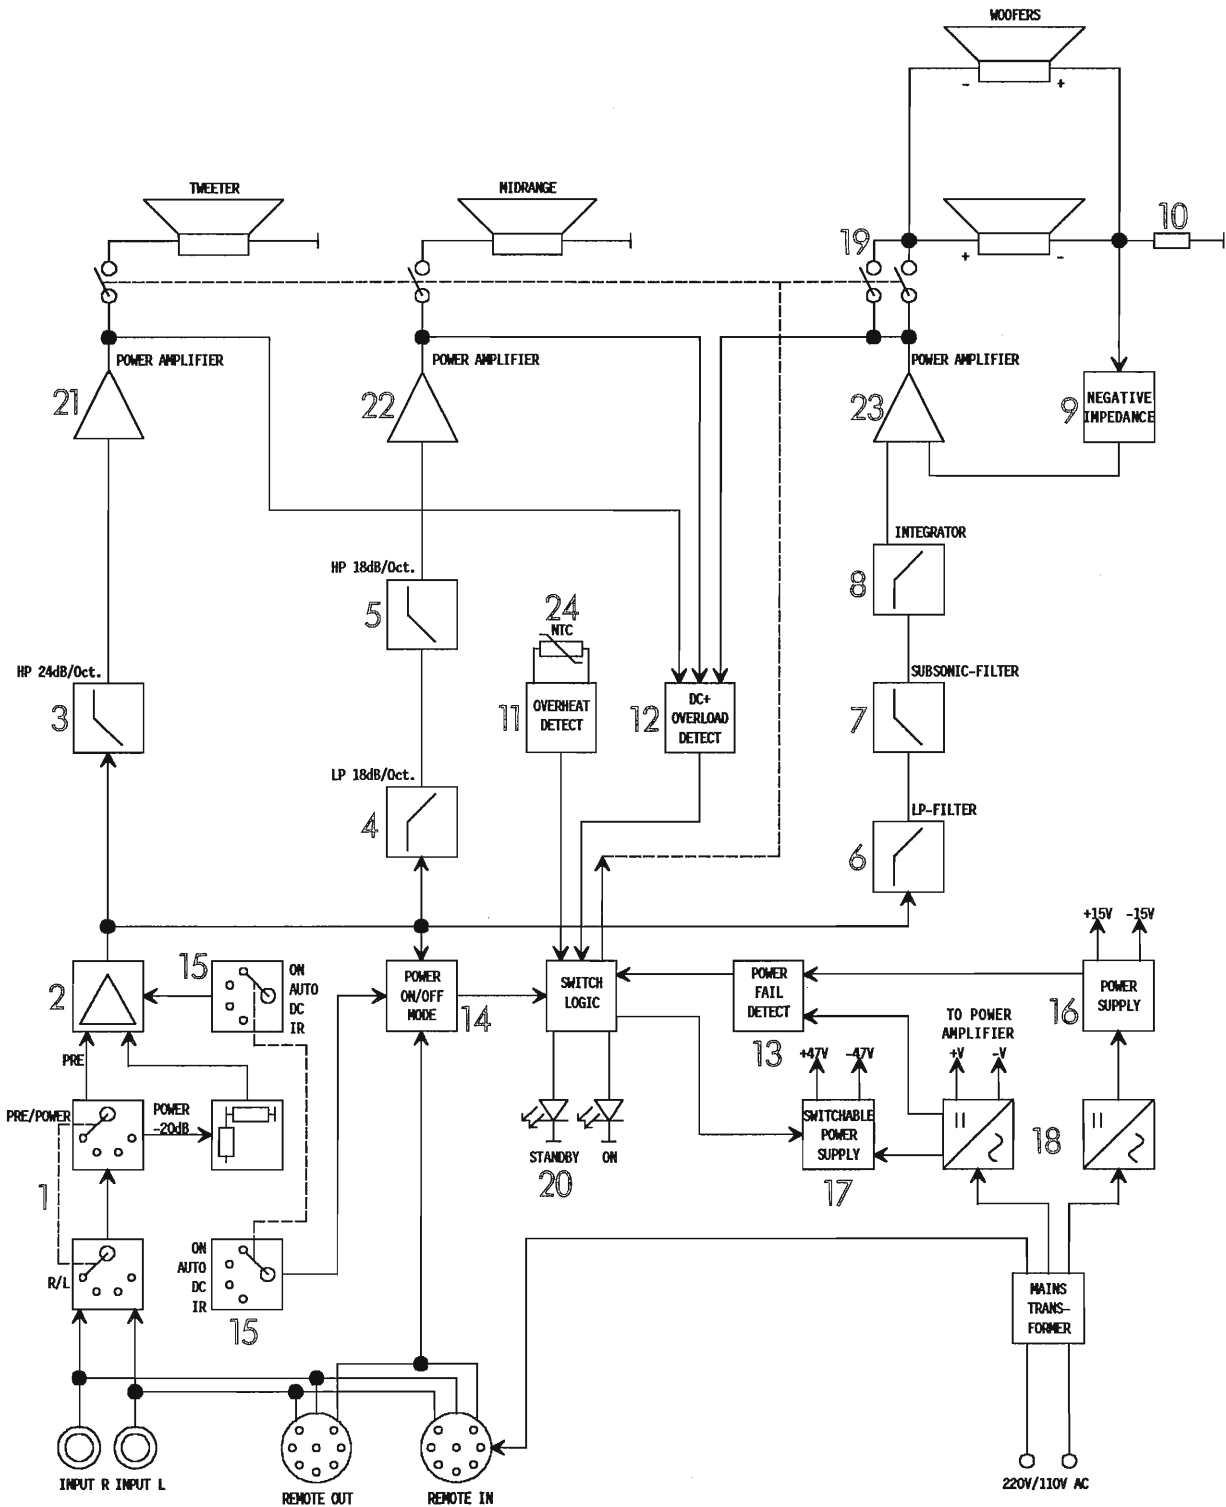 WOOFERS
-
+
TWEETER
MIDRANGE
10
19
+
-
POWER AMPLIFIER
POWER AMPLIFIER
POWER AMPLIFIER
21
22
23
9
NEGATIVE
IMPEDANCE
INTEGRATOR
8
HP 18dB/Oct.
5
24
NTC
HP 24dB/Oct.
3
11
OVERHEAT
DETECT
12
DC+
OVERLOAD
DETECT
SUBSONIC-FILTER
7
LP 18dB/Oct.
4
LP-FILTER
6
+15V
-15V
2
15
ON
AUTO
DC
IR
POWER
ON/OFF
MODE
14
SWITCH
LOGIC
POWER
FAIL
DETECT
13
16
POWER
SUPPLY
TO POWER
AMPLIFIER
+V
-V
+47V
-47V
PRE
PRE/POWER
POWER
-20dB
STANDBY
ON
20
SWITCHABLE
POWER
SUPPLY
17
=
~
18
=
~
1
R/L
ON
AUTO
DC
IR
15
MAINS
TRANS-
FORMER
INPUT R
INPUT L
REMOTE OUT
REMOTE IN
220V/110V AC